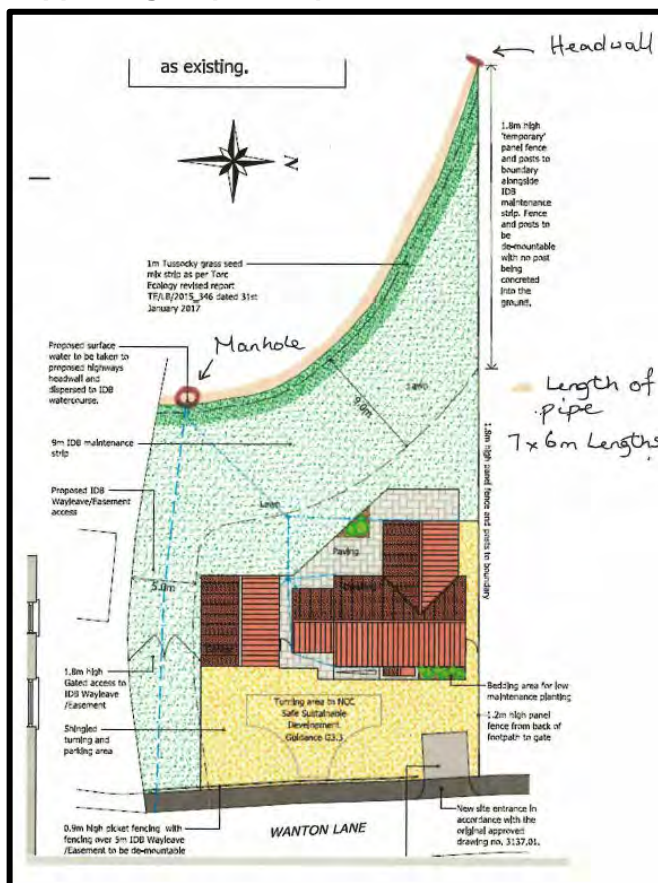 as existing.
Headwall
1.8m high
'temporary'
panel fence
and posts to
boundary
alongside
IDB
maintenance
strip. Fence
and posts to
be
de-mountable
with no post
being
concreted
into the
ground.
N
1m Tussocky grass seed
mix strip as per Torc
Ecology revised report
TE/LB/2015_346 dated 31st
January 2017
Proposed surface
water to be taken to
proposed highways
headwall and
dispersed to IDB
watercourse.
Manhole
Lawn
9.0m
Length of
pipe
7 x 6m Lengths
9m IDB maintenance
strip
1.8m high panel fence and posts to boundary
Proposed IDB
Wayleave/Easement
access
Lawn
Paving
5.0m
1.8m high
Gated access to
IDB Wayleave
/Easement
Bedding area for low
maintenance planting
Turning area to NCC
Safe Sustainable
Development
Guidance G23.3
1.2m high panel
fence from back of
footpath to gate
Shingled
turning and
parking area
New site entrance in
accordance with the
original approved
drawing no. 3137.01.
0.9m high picket fencing with
fencing over 5m IDB Wayleave
/Easement to be de-mountable
WANTON LANE